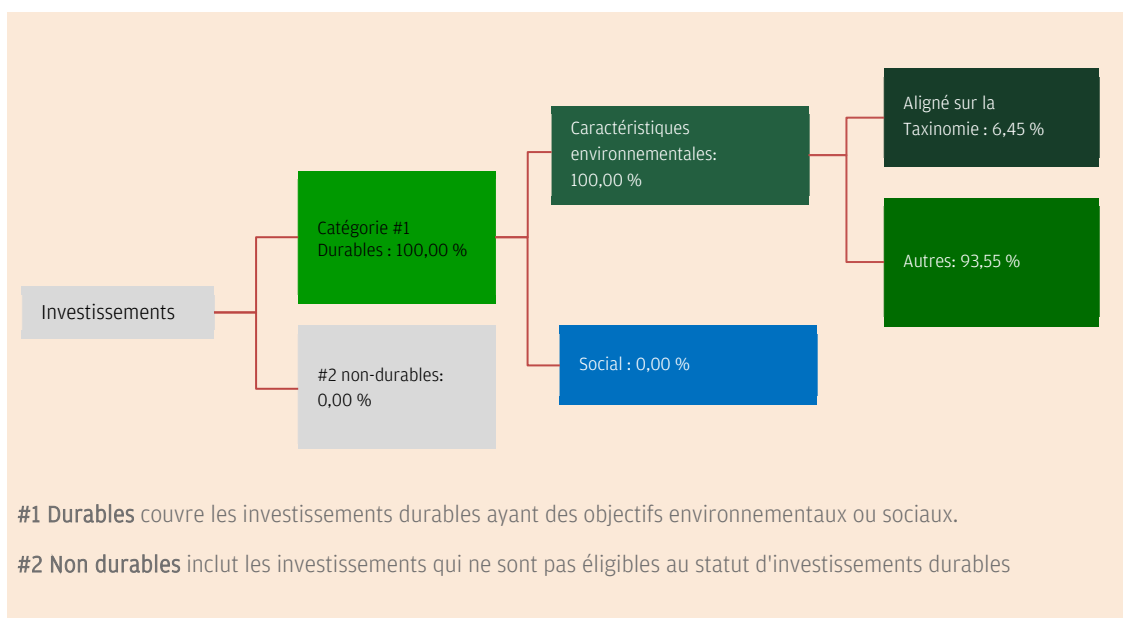 Investissements
Catégorie #1
Durables : 100,00 %
#2 non-durables:
0,00 %
Caractéristiques
environnementales:
100,00 %
Social : 0,00 %
Aligné sur la
Taxinomie : 6,45 %
Autres: 93,55 %
#1 Durables couvre les investissements durables ayant des objectifs environnementaux ou sociaux.
#2 Non durables inclut les investissements qui ne sont pas éligibles au statut d'investissements durables